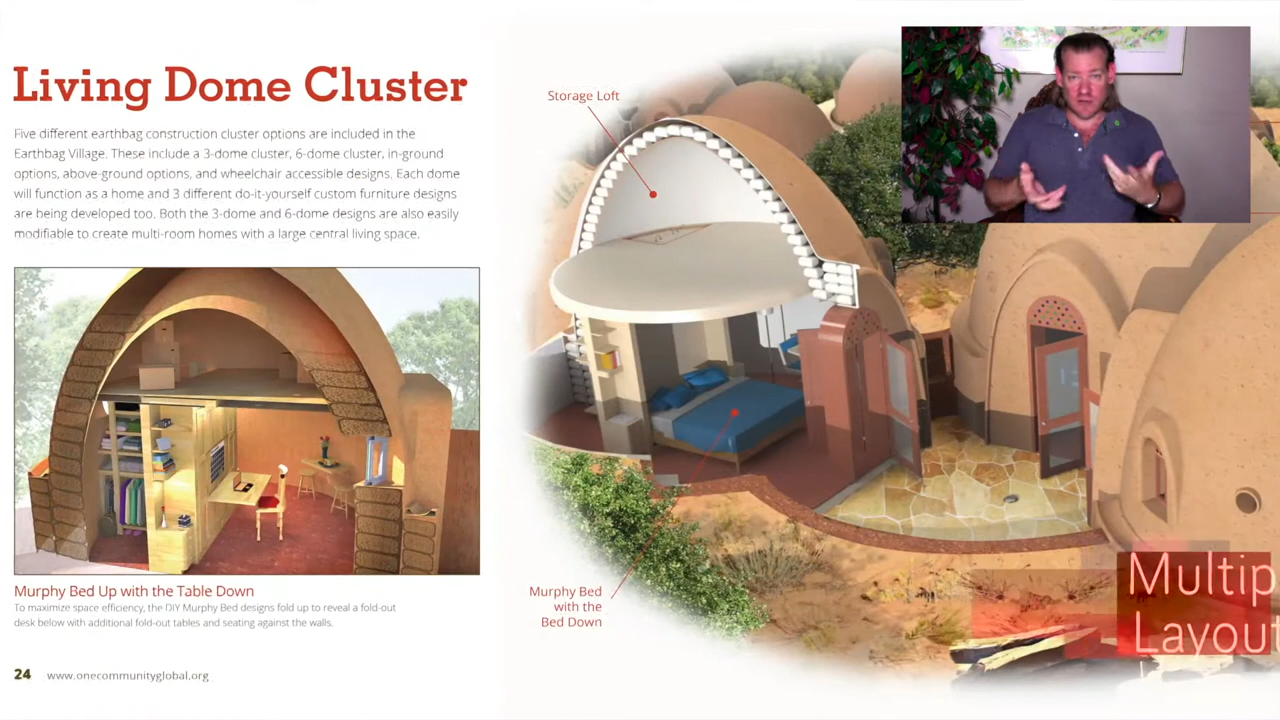 Living Dome Cluster
Five different earthbag construction cluster options are included in the
Earthbag Village. These include a 3-dome cluster, 6-dome cluster, in-ground
options, above-ground options, and wheelchair accessible designs. Each dome
will function as a home and 3 different do-it-yourself custom furniture designs
are being developed too. Both the 3-dome and 6-dome designs are also easily
modifiable to create multi-room homes with a large central living space.
Murphy Bed Up with the Table Down
To maximize space efficiency, the DIY Murphy Bed designs fold up to reveal a fold-out
desk below with additional fold-out tables and seating against the walls.
24 www.onecommunityglobal.org
Storage Loft
Murphy Bed
with the
Bed Down
Multip
Layout